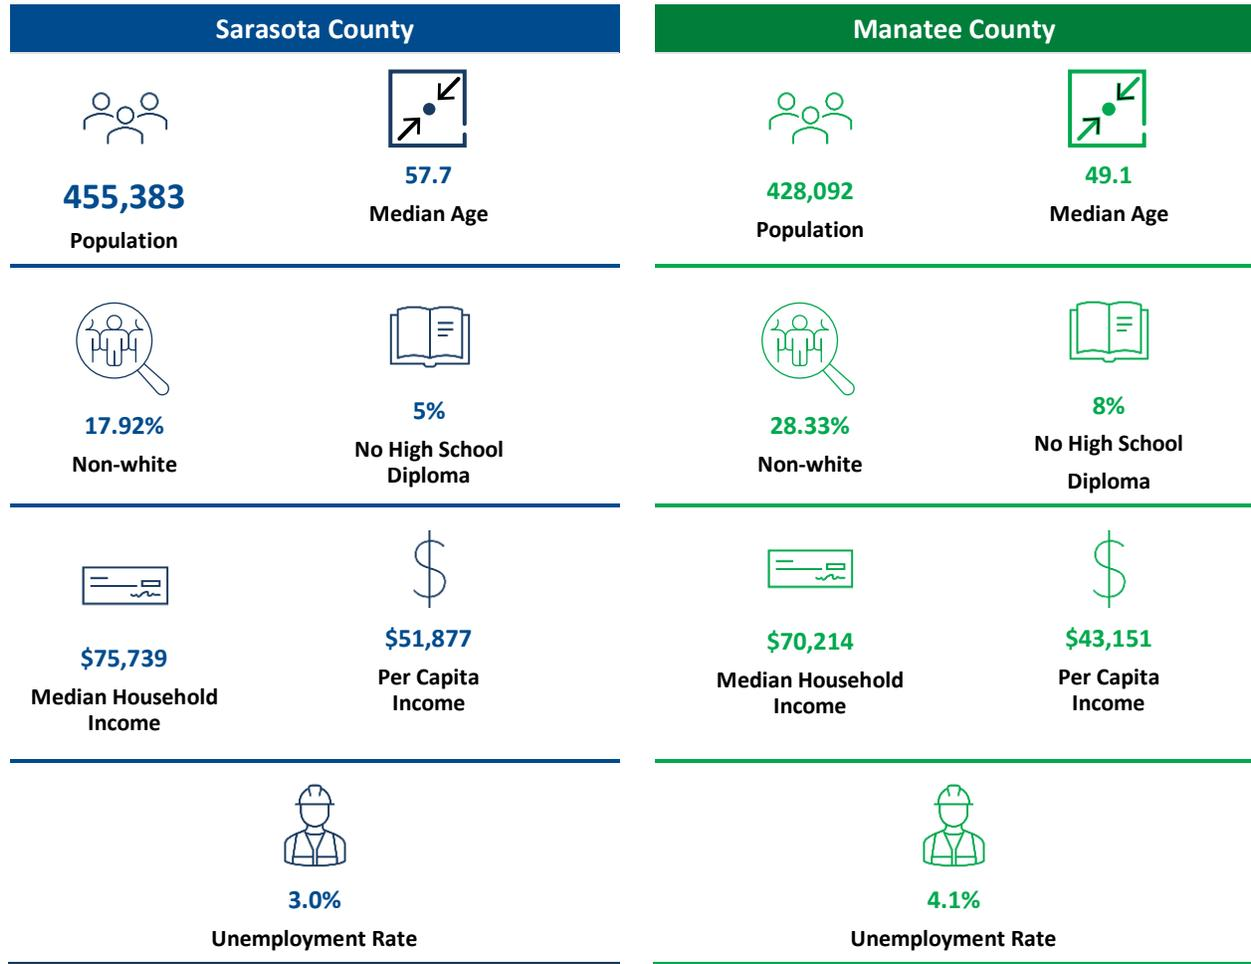 Sarasota County
455,383
Population
57.7
Median Age
17.92%
Non-white
5%
No High School
Diploma
$75,739
Median Household
Income
$51,877
Per Capita
Income
3.0%
Unemployment Rate
Manatee County
428,092
Population
49.1
Median Age
28.33%
Non-white
8%
No High School
Diploma
$70,214
Median Household
Income
$43,151
Per Capita
Income
4.1%
Unemployment Rate